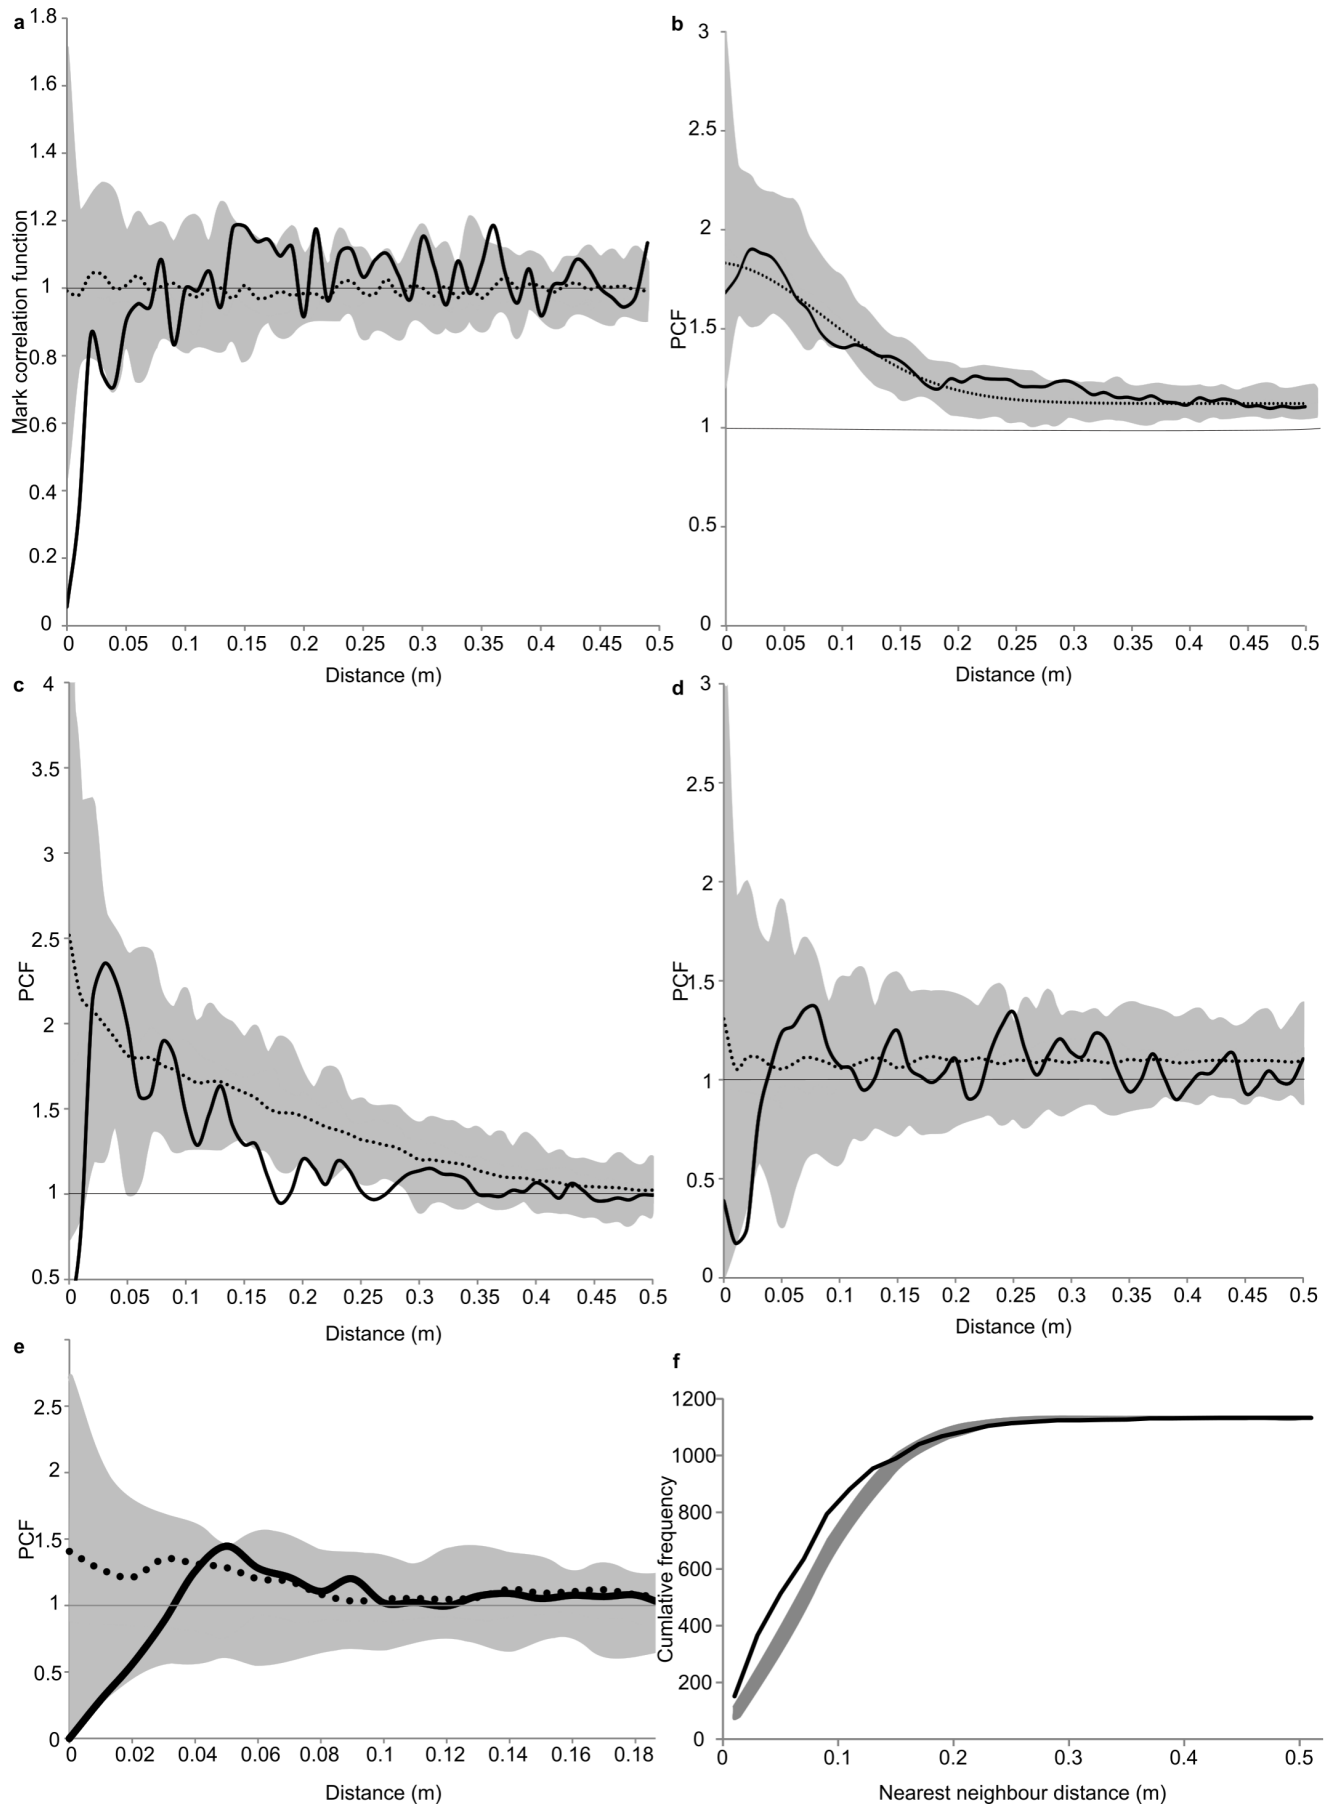 a
1.8
1.6
1.4
1.2
1
0.8
0.6
0.4
0.2
0
Mark correlation function
0 0.05 0.1 0.15 0.2 0.25 0.3 0.35 0.4 0.45 0.5
Distance (m)
b
3
2.5
2
1.5
1
0.5
0
PCF
0 0.05 0.1 0.15 0.2 0.25 0.3 0.35 0.4 0.45 0.5
Distance (m)
c
4
3.5
3
2.5
2
1.5
1
0.5
PCF
0 0.05 0.1 0.15 0.2 0.25 0.3 0.35 0.4 0.45 0.5
Distance (m)
d
3
2.5
2
1.5
1
0.5
0
PCF
0 0.05 0.1 0.15 0.2 0.25 0.3 0.35 0.4 0.45 0.5
Distance (m)
e
2.5
2
1.5
1
0.5
0
PCF
0 0.02 0.04 0.06 0.08 0.1 0.12 0.14 0.16 0.18
Distance (m)
f
1200
1000
800
600
400
200
0
Cumlative frequency
0 0.1 0.2 0.3 0.4 0.5
Nearest neighbour distance (m)